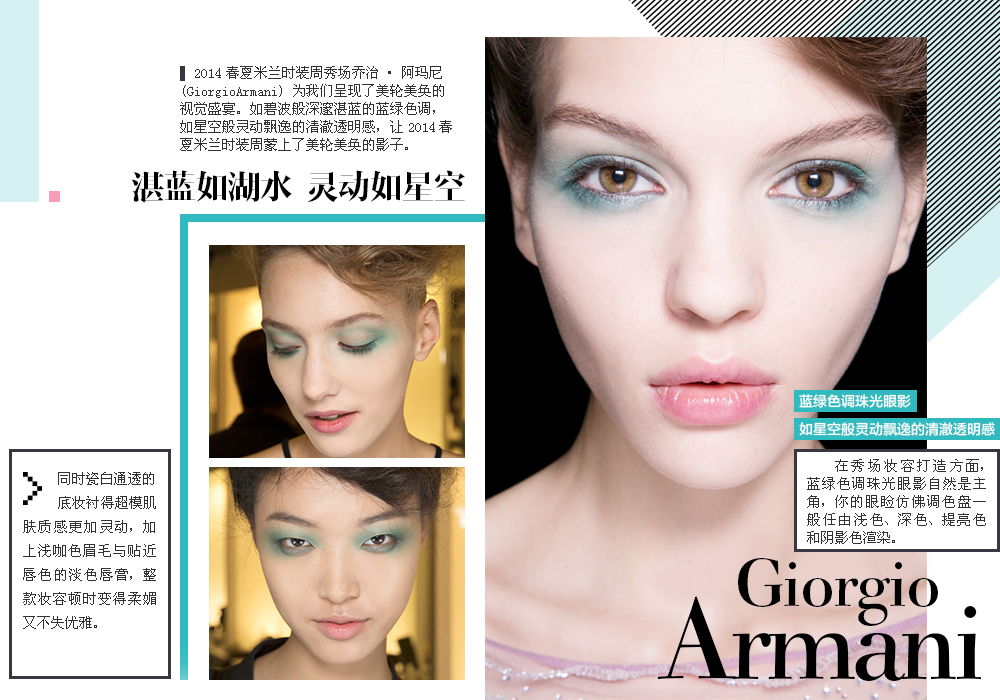 2014 春夏米兰时装周秀场乔治 · 阿玛尼
(GiorgioArmani) 为我们呈现了美轮美奂的
视觉盛宴。如碧波般深邃湛蓝的蓝绿色调,
如星空般灵动飘逸的清澈透明感, 让 2014 春
夏米兰时装周蒙上了美轮美奂的影子。
湛蓝如湖水 灵动如星空
同时瓷白通透的
底妆衬得超模肌
肤质感更加灵动, 加
上浅咖色眉毛与贴近
唇色的淡色唇膏, 整
款妆容顿时变得柔媚
又不失优雅。
蓝绿色调珠光眼影
如星空般灵动飘逸的清澈透明感
在秀场妆容打造方面,
蓝绿色调珠光眼影自然是主
角, 你的眼睑仿佛调色盘一
般任由浅色、深色、提亮色
和阴影色渲染。
Giorgio
Armani